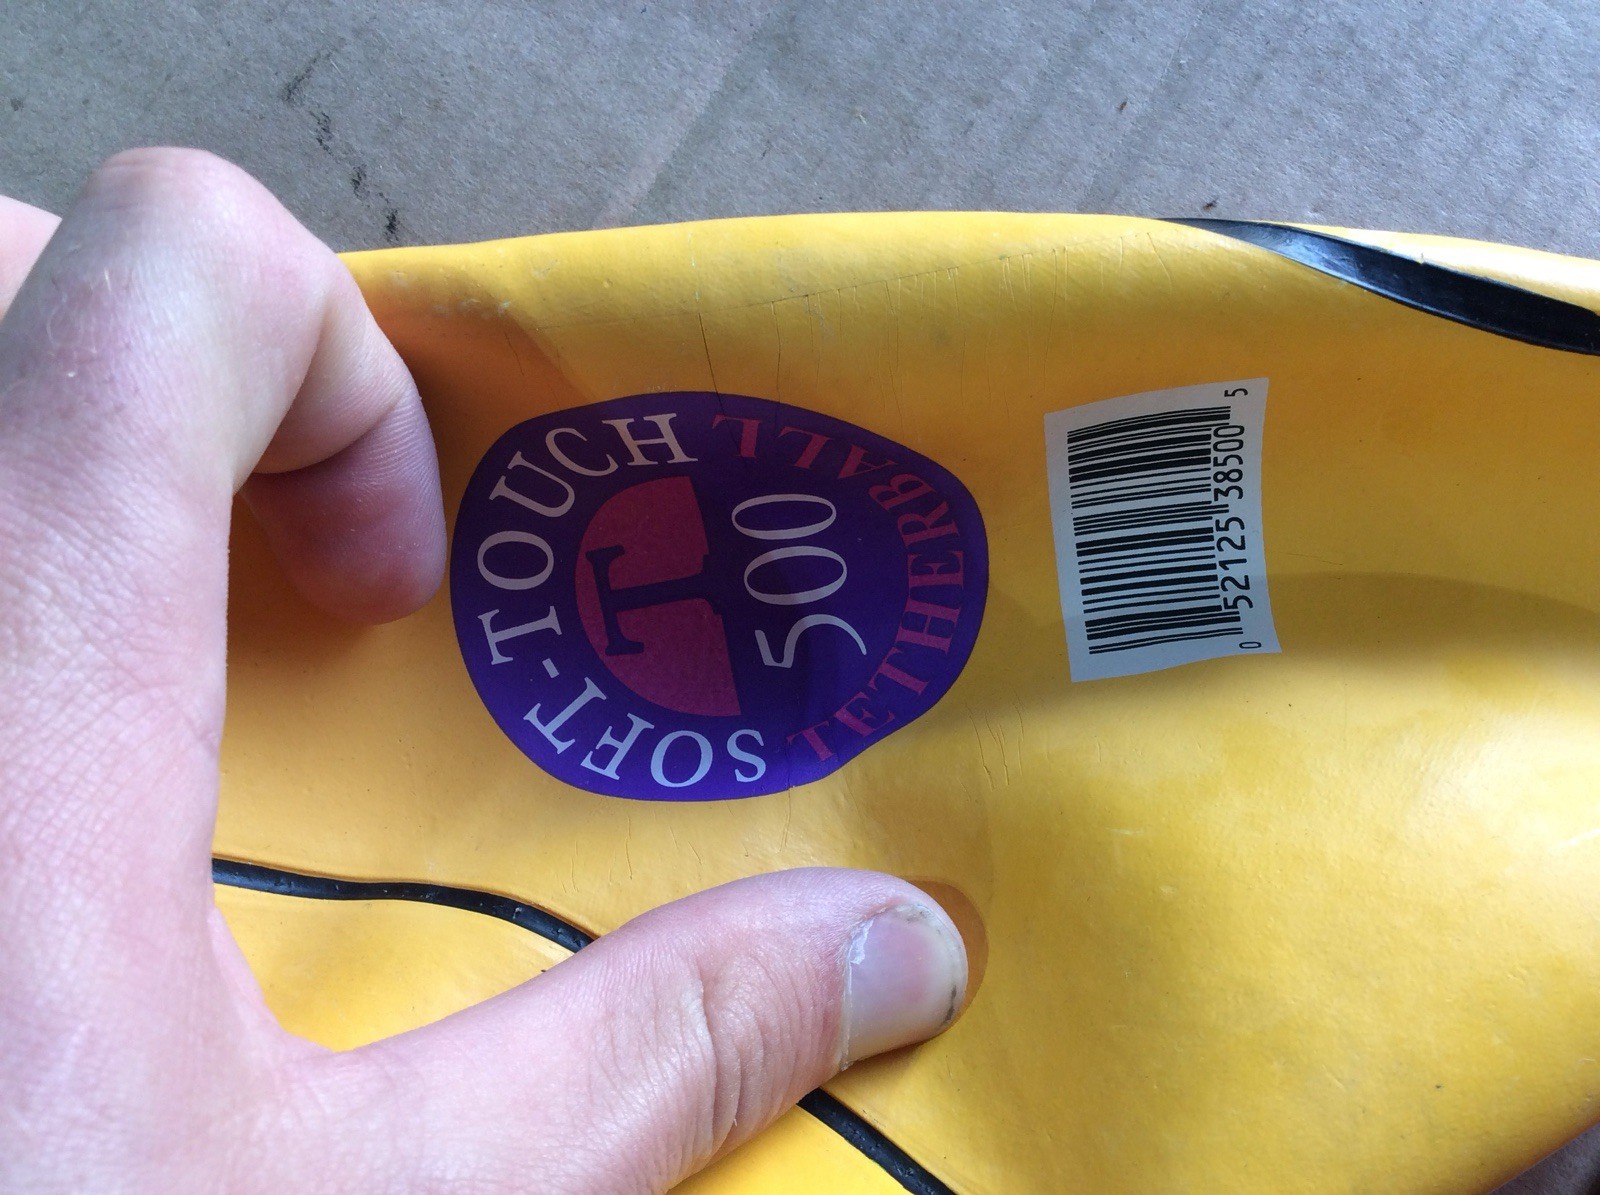 SOFT-TOUCH
T
500
TETHERBALL
0 52125 38500 5